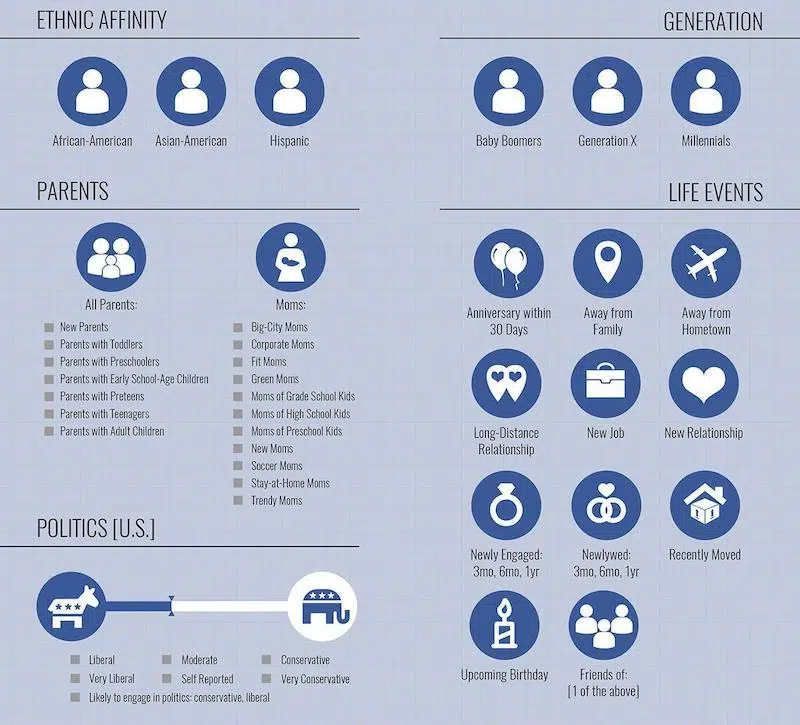 ETHNIC AFFINITY
African-American
Asian-American
Hispanic
GENERATION
Baby Boomers
Generation X
Millennials
PARENTS
All Parents:
New Parents
Parents with Toddlers
Parents with Preschoolers
Parents with Early School-Age Children
Parents with Preteens
Parents with Teenagers
Parents with Adult Children
Moms:
Big-City Moms
Corporate Moms
Fit Moms
Green Moms
Moms of Grade School Kids
Moms of High School Kids
Moms of Preschool Kids
New Moms
Soccer Moms
Stay-at-Home Moms
Trendy Moms
LIFE EVENTS
Anniversary within
30 Days
Away from
Family
Away from
Hometown
Long-Distance
Relationship
New Job
New Relationship
Newly Engaged:
3mo, 6mo, 1yr
Newlywed:
3mo, 6mo, 1yr
Recently Moved
Upcoming Birthday
Friends of:
[1 of the above]
POLITICS [U.S.]
Liberal
Moderate
Conservative
Very Liberal
Self Reported
Very Conservative
Likely to engage in politics: conservative, liberal